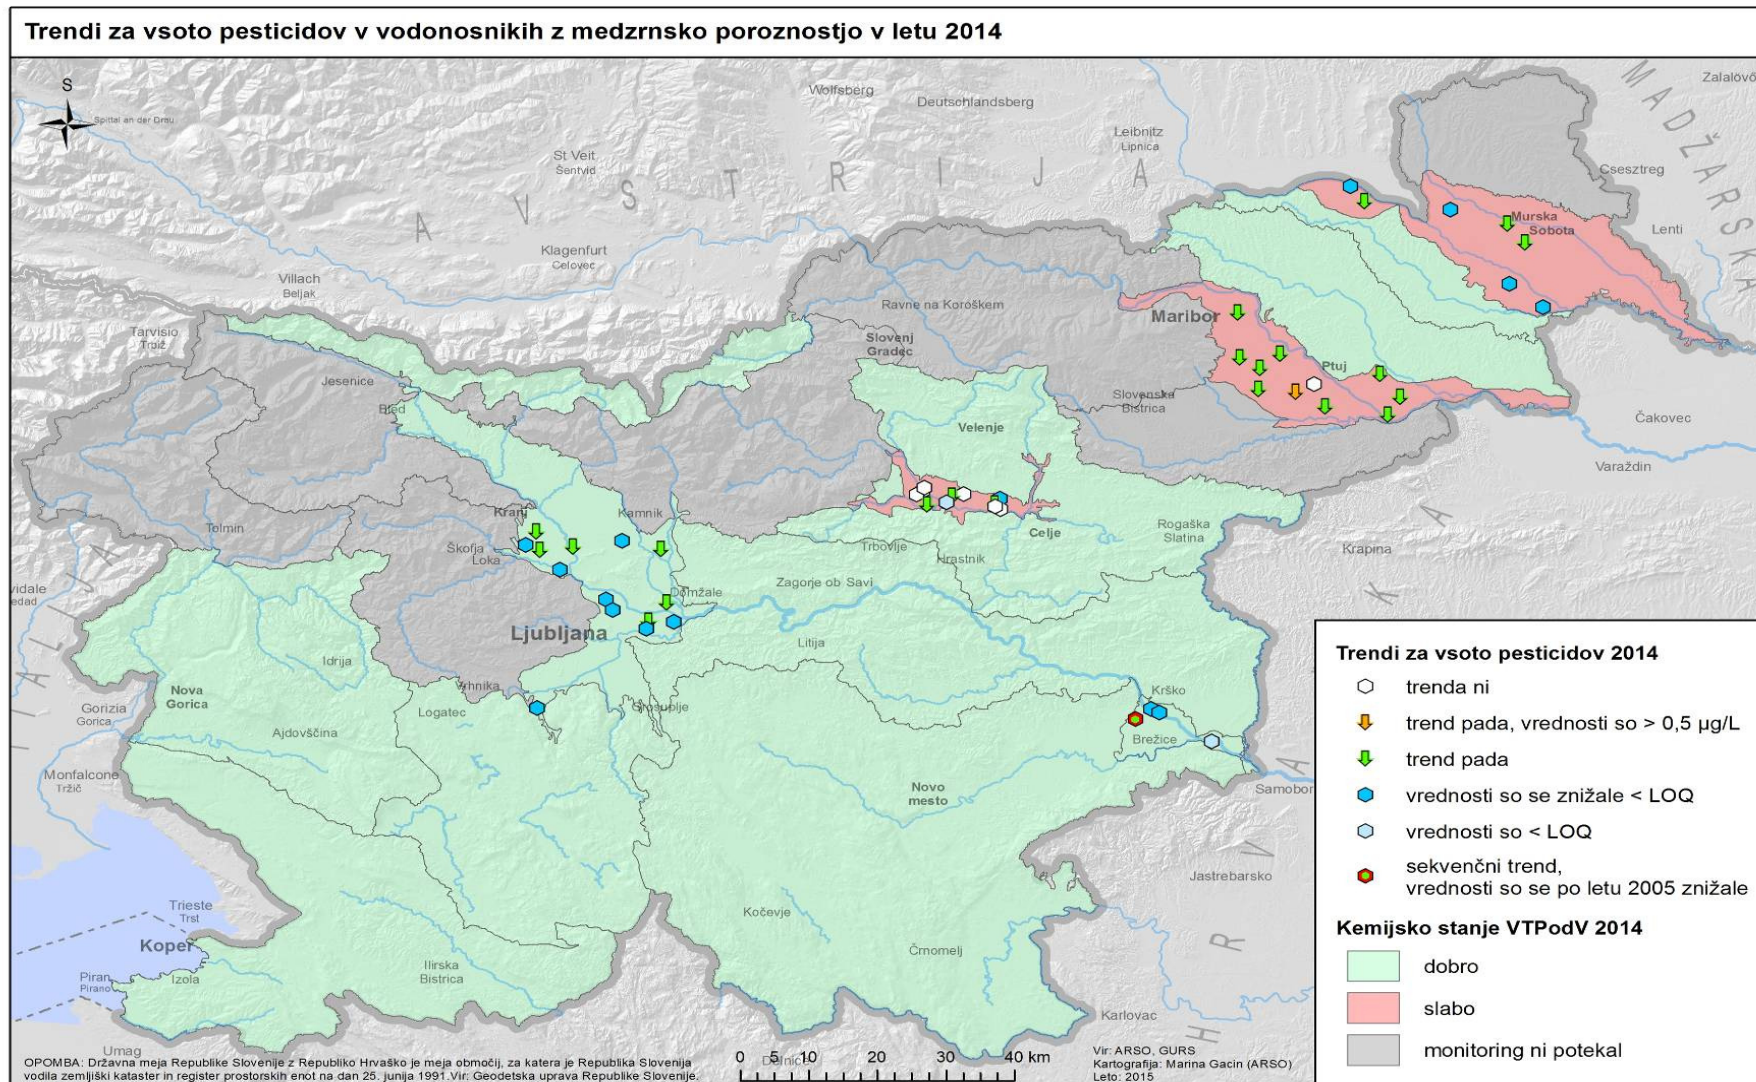 Trendi za vsoto pesticidov v vodonosnikih z medzrnsko poroznostjo v letu 2014
S
Spittal an der Drau
Wolfsberg
Deutschlandsberg
Leibnitz
Lipnica
St Veit
Šentvid
AVSTRIJA
MADŽARSKA
Csesztreg
Lenti
Murska
Sobota
Klagenfurt
Celovec
Villach
Beljak
Tarvisio
Trbiž
Ravne na Koroškem
Slovenj
Gradec
Maribor
Ptuj
Slovenska
Bistrica
Čakovec
Varaždin
Jesenice
Bled
Velenje
Kranj
Kamnik
Tolmin
Škofja
Loka
Trbovlje
Hrastnik
Celje
Rogaška
Slatina
Krapina
Zagorje ob Savi
Domžale
Ljubljana
Litija
Idrija
Vrhnika
Logatec
Grosuplje
Nova
Gorica
Gorizia
Gorica
Ajdovščina
Krško
Brežice
Novo
mesto
Samobor
Monfalcone
Tržič
ITALIJA
HRVAŠKA
Jastrebarsko
Trieste
Trst
Koper
Piran
Pirano
Izola
Ilirska
Bistrica
Kočevje
Črnomelj
Karlovac
Umag
Trendi za vsoto pesticidov 2014
trenda ni
trend pada, vrednosti so > 0,5 µg/L
trend pada
vrednosti so se znižale < LOQ
vrednosti so < LOQ
sekvenčni trend,
vrednosti so se po letu 2005 znižale
Kemijsko stanje VTPodV 2014
dobro
slabo
monitoring ni potekal
OPOMBA: Državna meja Republike Slovenije z Republiko Hrvaško je meja območij, za katera je Republika Slovenija
vodila zemljiški kataster in register prostorskih enot na dan 25. junija 1991.Vir: Geodetska uprava Republike Slovenije.
0 5 10 20 30 40 km
Vir: ARSO, GURS
Kartografija: Marina Gacin (ARSO)
Leto: 2015